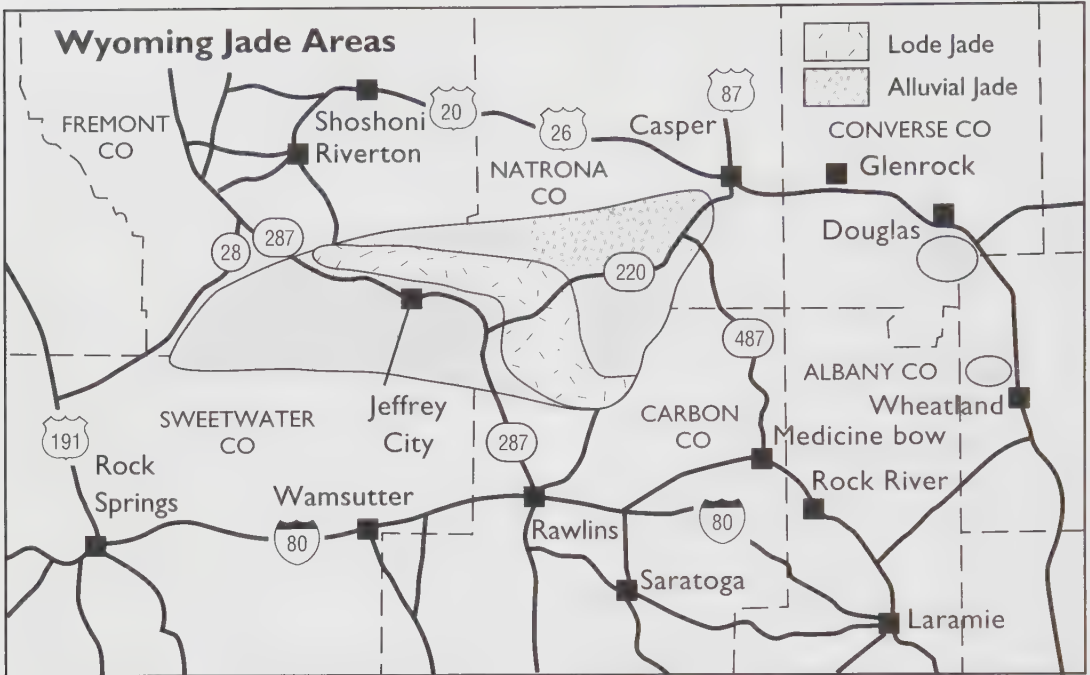 Wyoming Jade Areas
Lode Jade
Alluvial Jade
87
20
26
FREMONT
CO
Shoshoni
Riverton
Casper
CONVERSE CO
Glenrock
NATRONA
CO
Douglas
28
287
220
487
ALBANY CO
Wheatland
Jeffrey
City
SWEETWATER
CO
CARBON
CO
191
287
Medicine bow
Rock
Springs
Wamsutter
Rock River
80
Rawlins
80
Saratoga
Laramie